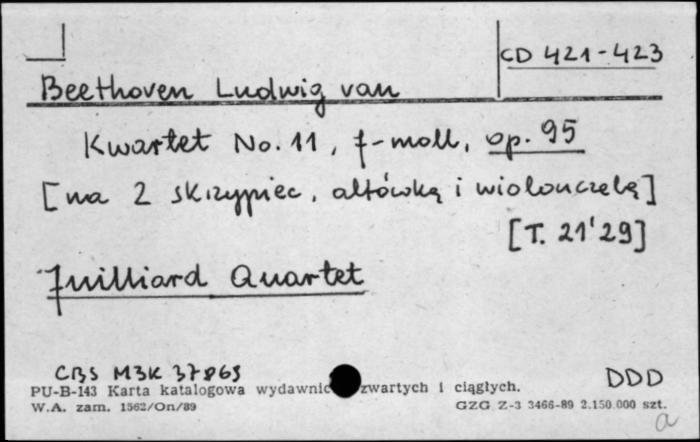 CD 421-423
Beethoven Ludwig van
Kwartet No. 11, f-moll, op. 95
[na 2 skrzypiec, altówkę i wiolonczelę]
[T. 21'29]
Juilliard Quartet
CBS M3K 37869
DDD
PU-B-143 Karta katalogowa wydawnic zwartych i ciągłych.
W.A. zam. 1562/On/89 GZG Z-3 3466-89 2.150.000 szt.
a